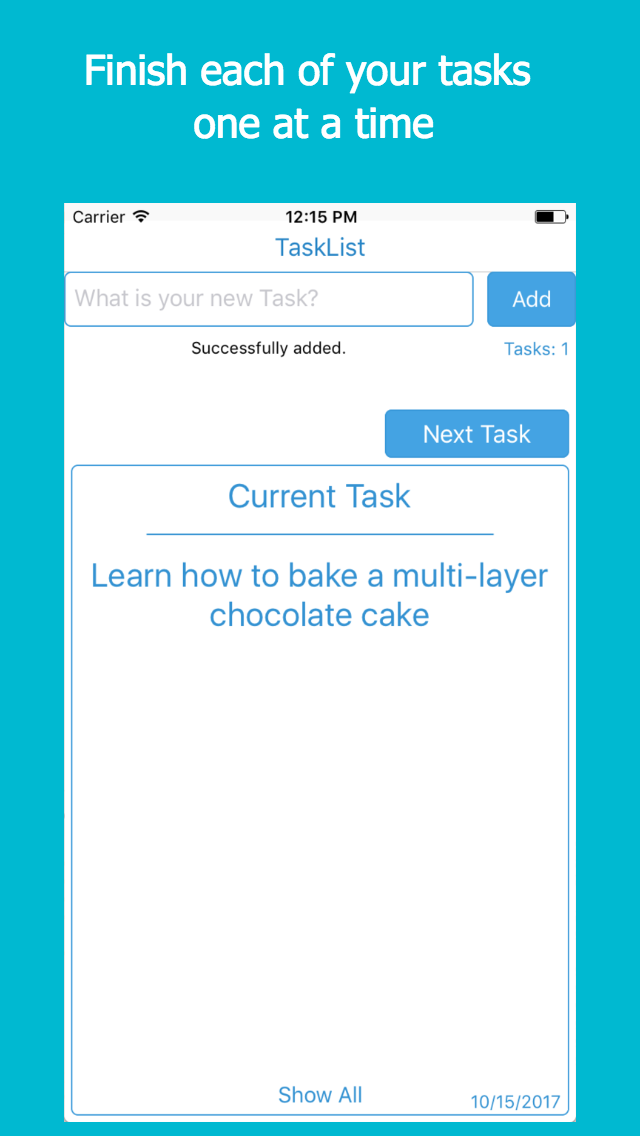 Finish each of your tasks
one at a time
Carrier 12:15 PM
TaskList
What is your new Task? Add
Successfully added. Tasks: 1
Next Task
Current Task
Learn how to bake a multi-layer
chocolate cake
Show All 10/15/2017